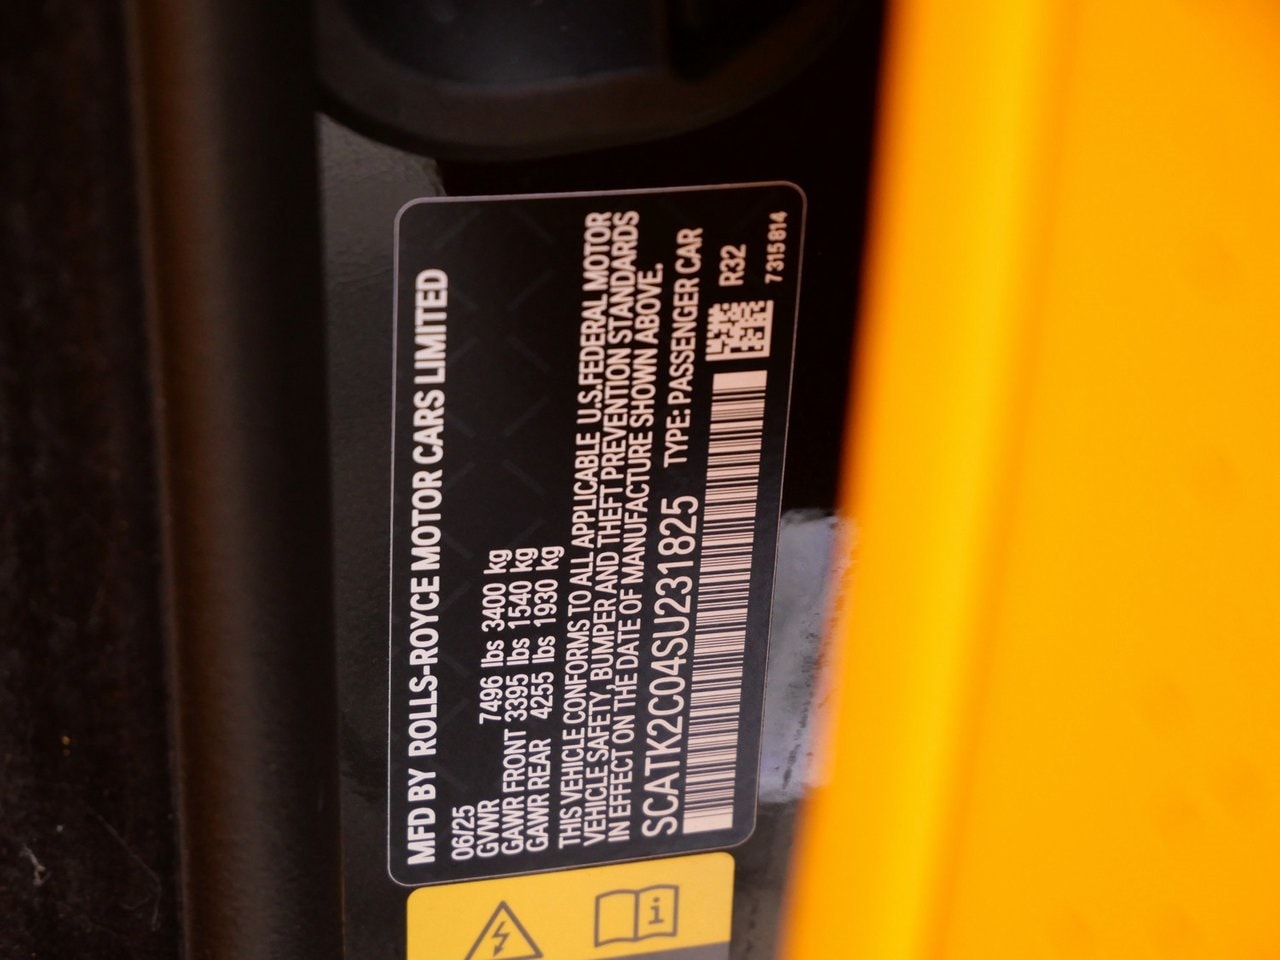 MFD BY ROLLS-ROYCE MOTOR CARS LIMITED
06/25
GVWR 7496 lbs 3400 kg
GAWR FRONT 3395 lbs 1540 kg
GAWR REAR 4255 lbs 1930 kg
THIS VEHICLE CONFORMS TO ALL APPLICABLE U.S.FEDERAL MOTOR
VEHICLE SAFETY, BUMPER AND THEFT PREVENTION STANDARDS
IN EFFECT ON THE DATE OF MANUFACTURE SHOWN ABOVE.
SCATK2C04SU231825 TYPE: PASSENGER CAR
R32
7315814